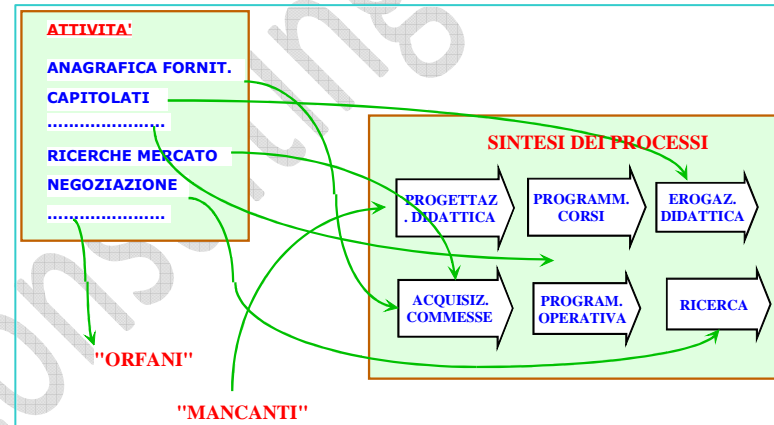 ATTIVITA'
ANAGRAFICA FORNIT.
CAPITOLATI
......................
RICERCHE MERCATO
NEGOZIAZIONE
......................
"ORFANI"
"MANCANTI"
SINTESI DEI PROCESSI
PROGETTAZ
. DIDATTICA
PROGRAMM.
CORSI
EROGAZ.
DIDATTICA
ACQUISIZ.
COMMESSE
PROGRAM.
OPERATIVA
RICERCA